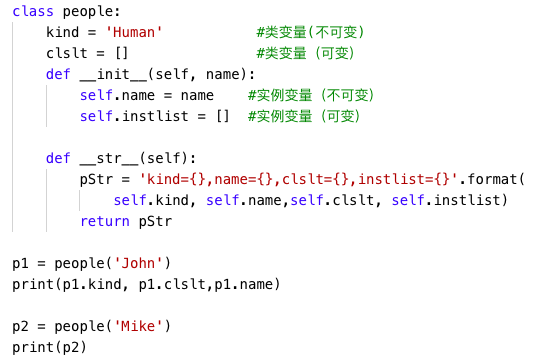 class people:
    kind = 'Human'           #类变量(不可变)
    clslt = []               #类变量（可变）
    def __init__(self, name):
        self.name = name    #实例变量（不可变）
        self.instlist = []  #实例变量（可变）
    def __str__(self):
        pStr = 'kind={},name={},clslt={},instlist={}'.format(
            self.kind, self.name,self.clslt, self.instlist)
        return pStr
p1 = people('John')
print(p1.kind, p1.clslt,p1.name)
p2 = people('Mike')
print(p2)